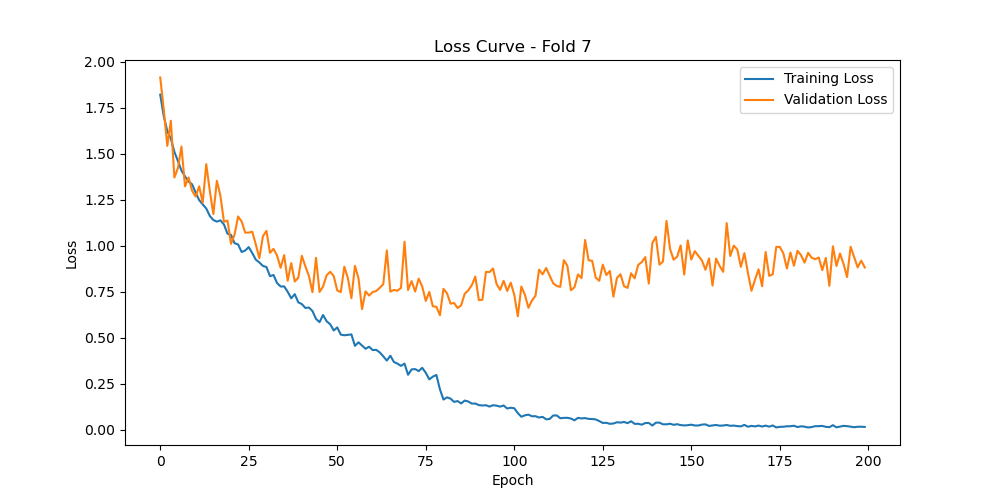 Loss Curve - Fold 7
Training Loss
Validation Loss
2.00
1.75
1.50
1.25
1.00
0.75
0.50
0.25
0.00
Loss
0 25 50 75 100 125 150 175 200
Epoch